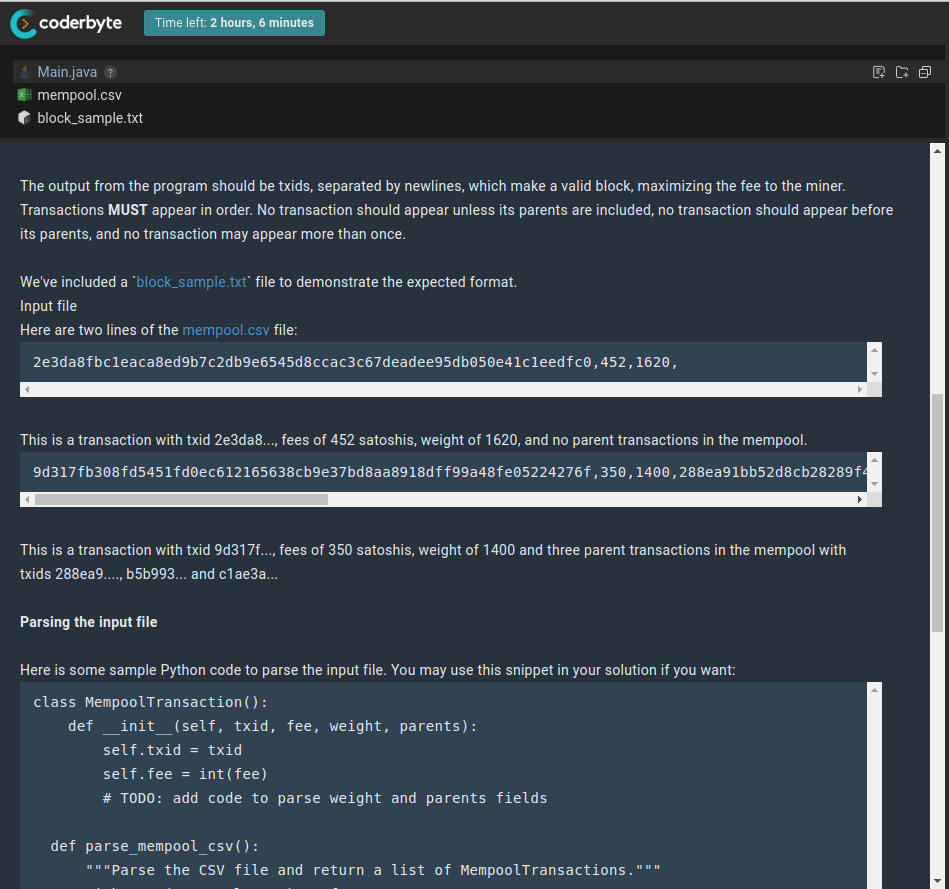 coderbyte
Time left: 2 hours, 6 minutes
Main.java ?
mempool.csv
block_sample.txt
The output from the program should be txids, separated by newlines, which make a valid block, maximizing the fee to the miner.
Transactions MUST appear in order. No transaction should appear unless its parents are included, no transaction should appear before
its parents, and no transaction may appear more than once.
We've included a `block_sample.txt` file to demonstrate the expected format.
Input file
Here are two lines of the mempool.csv file:
2e3da8fbc1eaca8ed9b7c2db9e6545d8ccac3c67deadee95db050e41c1eedfc0,452,1620,
This is a transaction with txid 2e3da8..., fees of 452 satoshis, weight of 1620, and no parent transactions in the mempool.
9d317fb308fd5451fd0ec612165638cb9e37bd8aa8918dff99a48fe05224276f,350,1400,288ea91bb52d8cb28289f4
This is a transaction with txid 9d317f..., fees of 350 satoshis, weight of 1400 and three parent transactions in the mempool with
txids 288ea9...., b5b993... and c1ae3a...
Parsing the input file
Here is some sample Python code to parse the input file. You may use this snippet in your solution if you want:
class MempoolTransaction():
def __init__(self, txid, fee, weight, parents):
self.txid = txid
self.fee = int(fee)
# TODO: add code to parse weight and parents fields
def parse_mempool_csv():
"""Parse the CSV file and return a list of MempoolTransactions."""